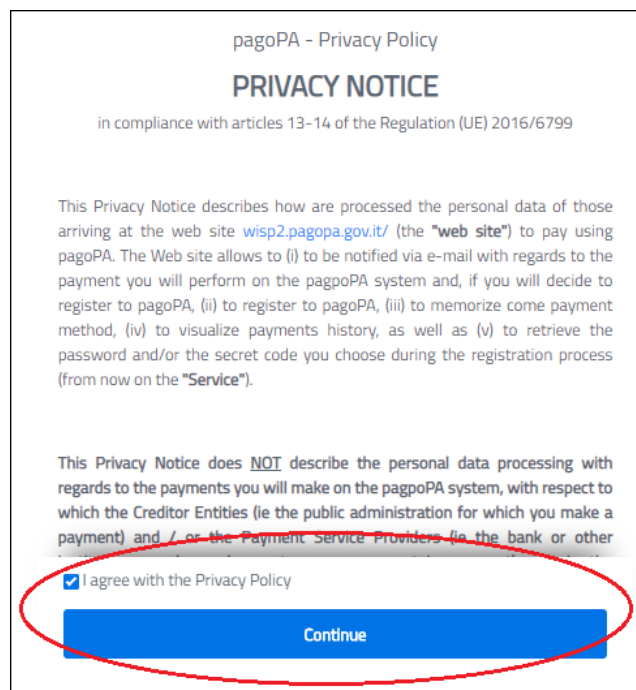 pagoPA - Privacy Policy
PRIVACY NOTICE
in compliance with articles 13-14 of the Regulation (UE) 2016/6799
This Privacy Notice describes how are processed the personal data of those
arriving at the web site wisp2.pagopa.gov.it/ (the "web site") to pay using
pagoPA. The Web site allows to (i) to be notified via e-mail with regards to the
payment you will perform on the pagpoPA system and, if you will decide to
register to pagoPA, (ii) to register to pagoPA, (iii) to memorize come payment
method, (iv) to visualize payments history, as well as (v) to retrieve the
password and/or the secret code you choose during the registration process
(from now on the "Service").
This Privacy Notice does NOT describe the personal data processing with
regards to the payments you will make on the pagpoPA system, with respect to
which the Creditor Entities (ie the public administration for which you make a
payment) and / or the Payment Service Providers (ie the bank or other
I agree with the Privacy Policy
Continue